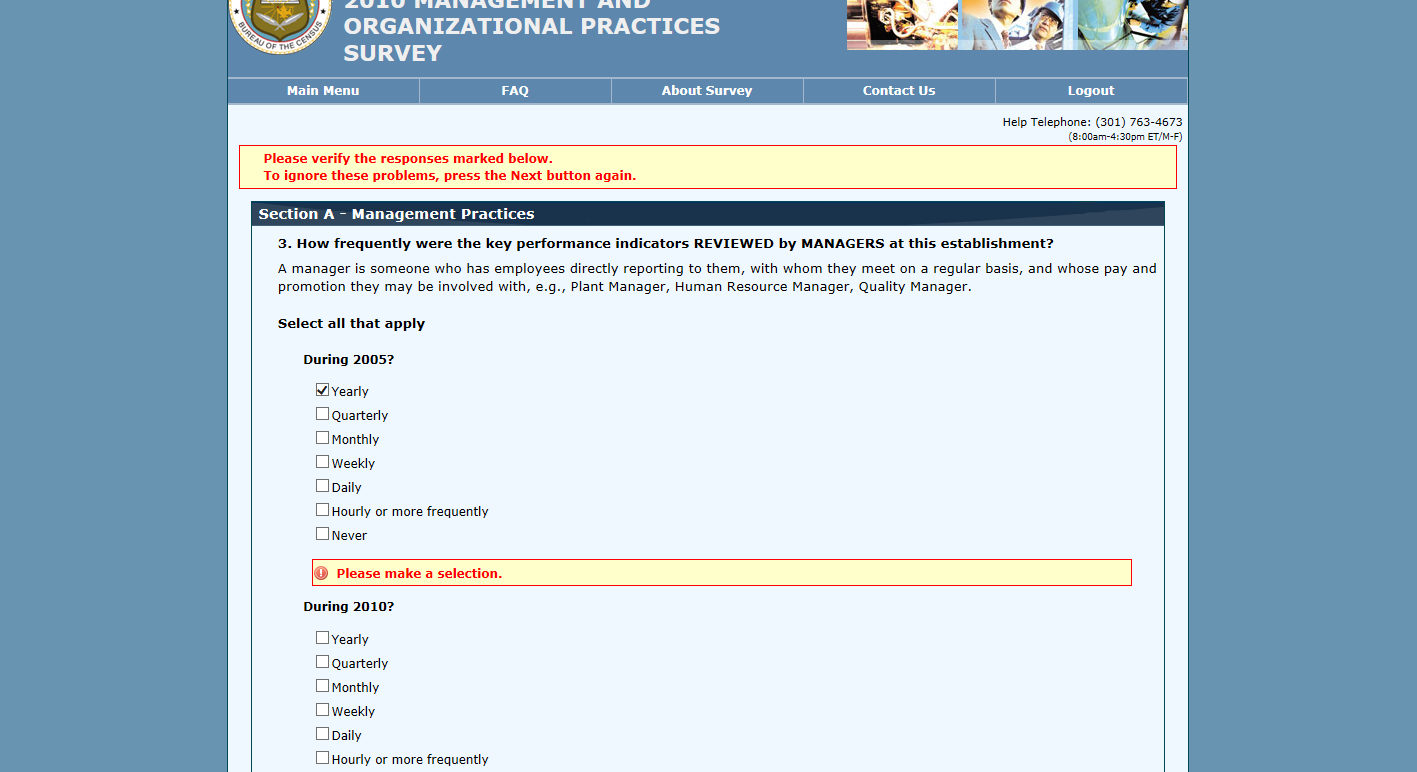 2010 MANAGEMENT AND
ORGANIZATIONAL PRACTICES
SURVEY
BUREAU OF THE CENSUS
Main Menu
FAQ
About Survey
Contact Us
Logout
Help Telephone: (301) 763-4673
(8:00am-4:30pm ET/M-F)
Please verify the responses marked below.
To ignore these problems, press the Next button again.
Section A - Management Practices
3. How frequently were the key performance indicators REVIEWED by MANAGERS at this establishment?
A manager is someone who has employees directly reporting to them, with whom they meet on a regular basis, and whose pay and
promotion they may be involved with, e.g., Plant Manager, Human Resource Manager, Quality Manager.
Select all that apply
During 2005?
Yearly
Quarterly
Monthly
Weekly
Daily
Hourly or more frequently
Never
Please make a selection.
During 2010?
Yearly
Quarterly
Monthly
Weekly
Daily
Hourly or more frequently